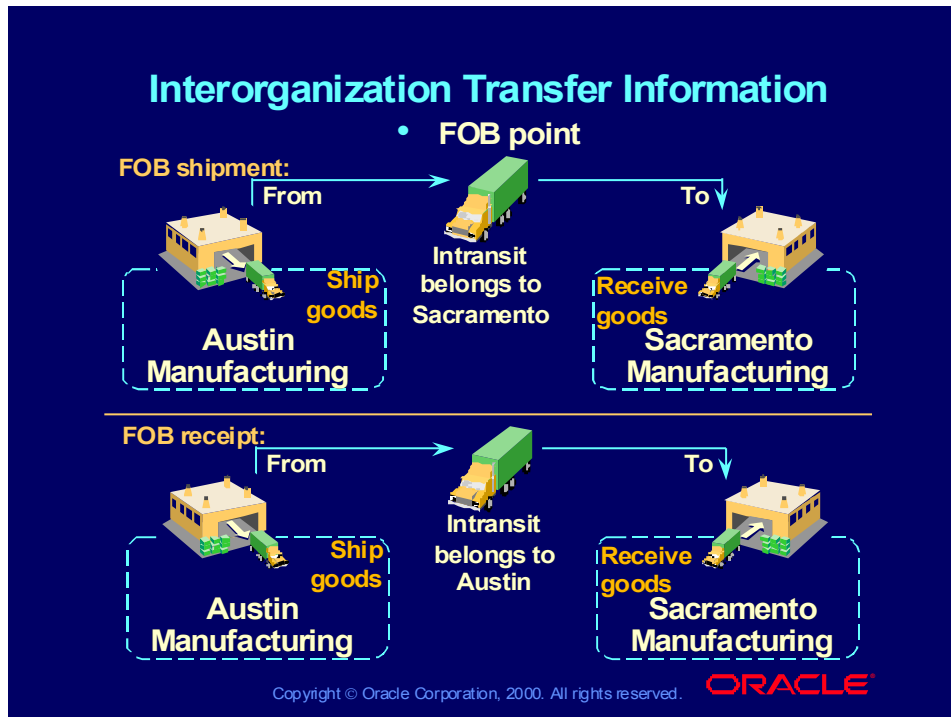 Interorganization Transfer Information
• FOB point
FOB shipment:
From
To
Intransit
belongs to
Sacramento
Ship
goods
Receive
goods
Austin
Manufacturing
Sacramento
Manufacturing
FOB receipt:
From
To
Intransit
belongs to
Austin
Ship
goods
Receive
goods
Austin
Manufacturing
Sacramento
Manufacturing
Copyright © Oracle Corporation, 2000. All rights reserved.
ORACLE®